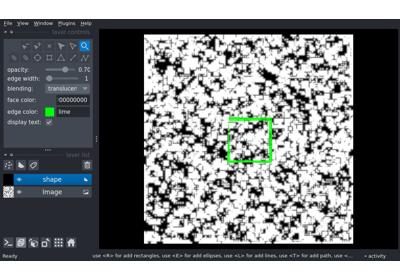 File View Window Plugins Help
layer controls
opacity: 0.70
edge width: 1
blending: translucen
face color: 00000000
edge color: lime
display text:
layer list
shape
Image
Ready use <R> for add rectangles, use <E> for add ellipses, use <L> for add lines, use <T> for add path, use <... activity